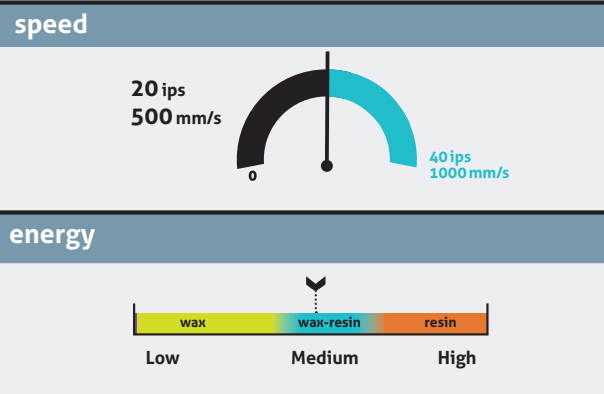 speed
20 ips
500 mm/s
0
40 ips
1000 mm/s
energy
wax wax-resin resin
Low Medium High